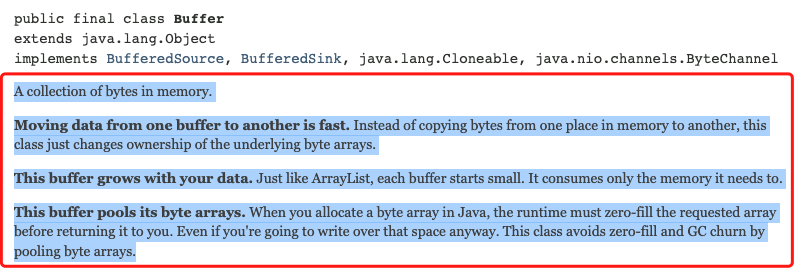 public final class Buffer
extends java.lang.Object
implements BufferedSource, BufferedSink, java.lang.Cloneable, java.nio.channels.ByteChannel
A collection of bytes in memory.
Moving data from one buffer to another is fast. Instead of copying bytes from one place in memory to another, this
class just changes ownership of the underlying byte arrays.
This buffer grows with your data. Just like ArrayList, each buffer starts small. It consumes only the memory it needs to.
This buffer pools its byte arrays. When you allocate a byte array in Java, the runtime must zero-fill the requested array
before returning it to you. Even if you're going to write over that space anyway. This class avoids zero-fill and GC churn by
pooling byte arrays.